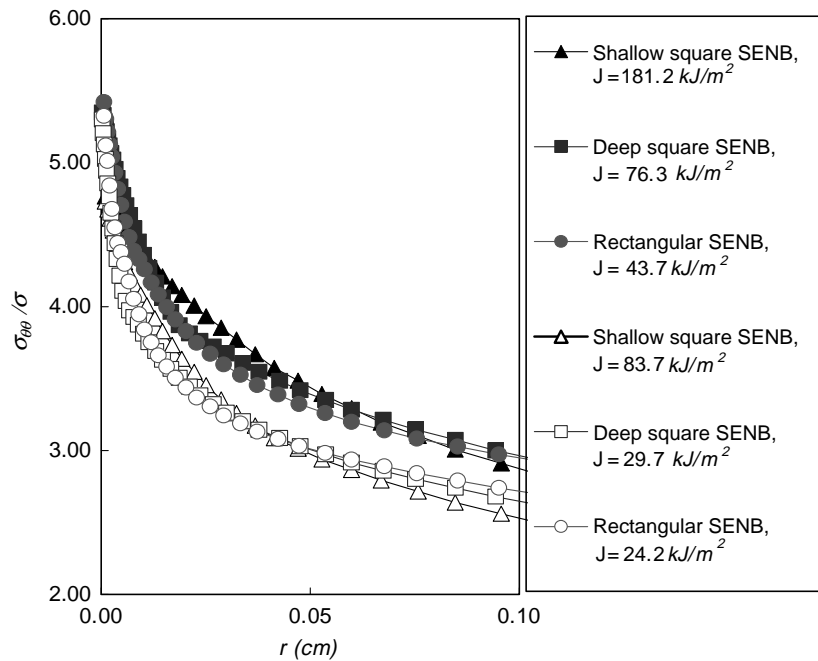 6.00
5.00
4.00
3.00
2.00
σθθ /σ
0.00
0.05
0.10
r (cm)
Shallow square SENB,
J = 181.2 kJ/m²
Deep square SENB,
J = 76.3 kJ/m²
Rectangular SENB,
J = 43.7 kJ/m²
Shallow square SENB,
J = 83.7 kJ/m²
Deep square SENB,
J = 29.7 kJ/m²
Rectangular SENB,
J = 24.2 kJ/m²